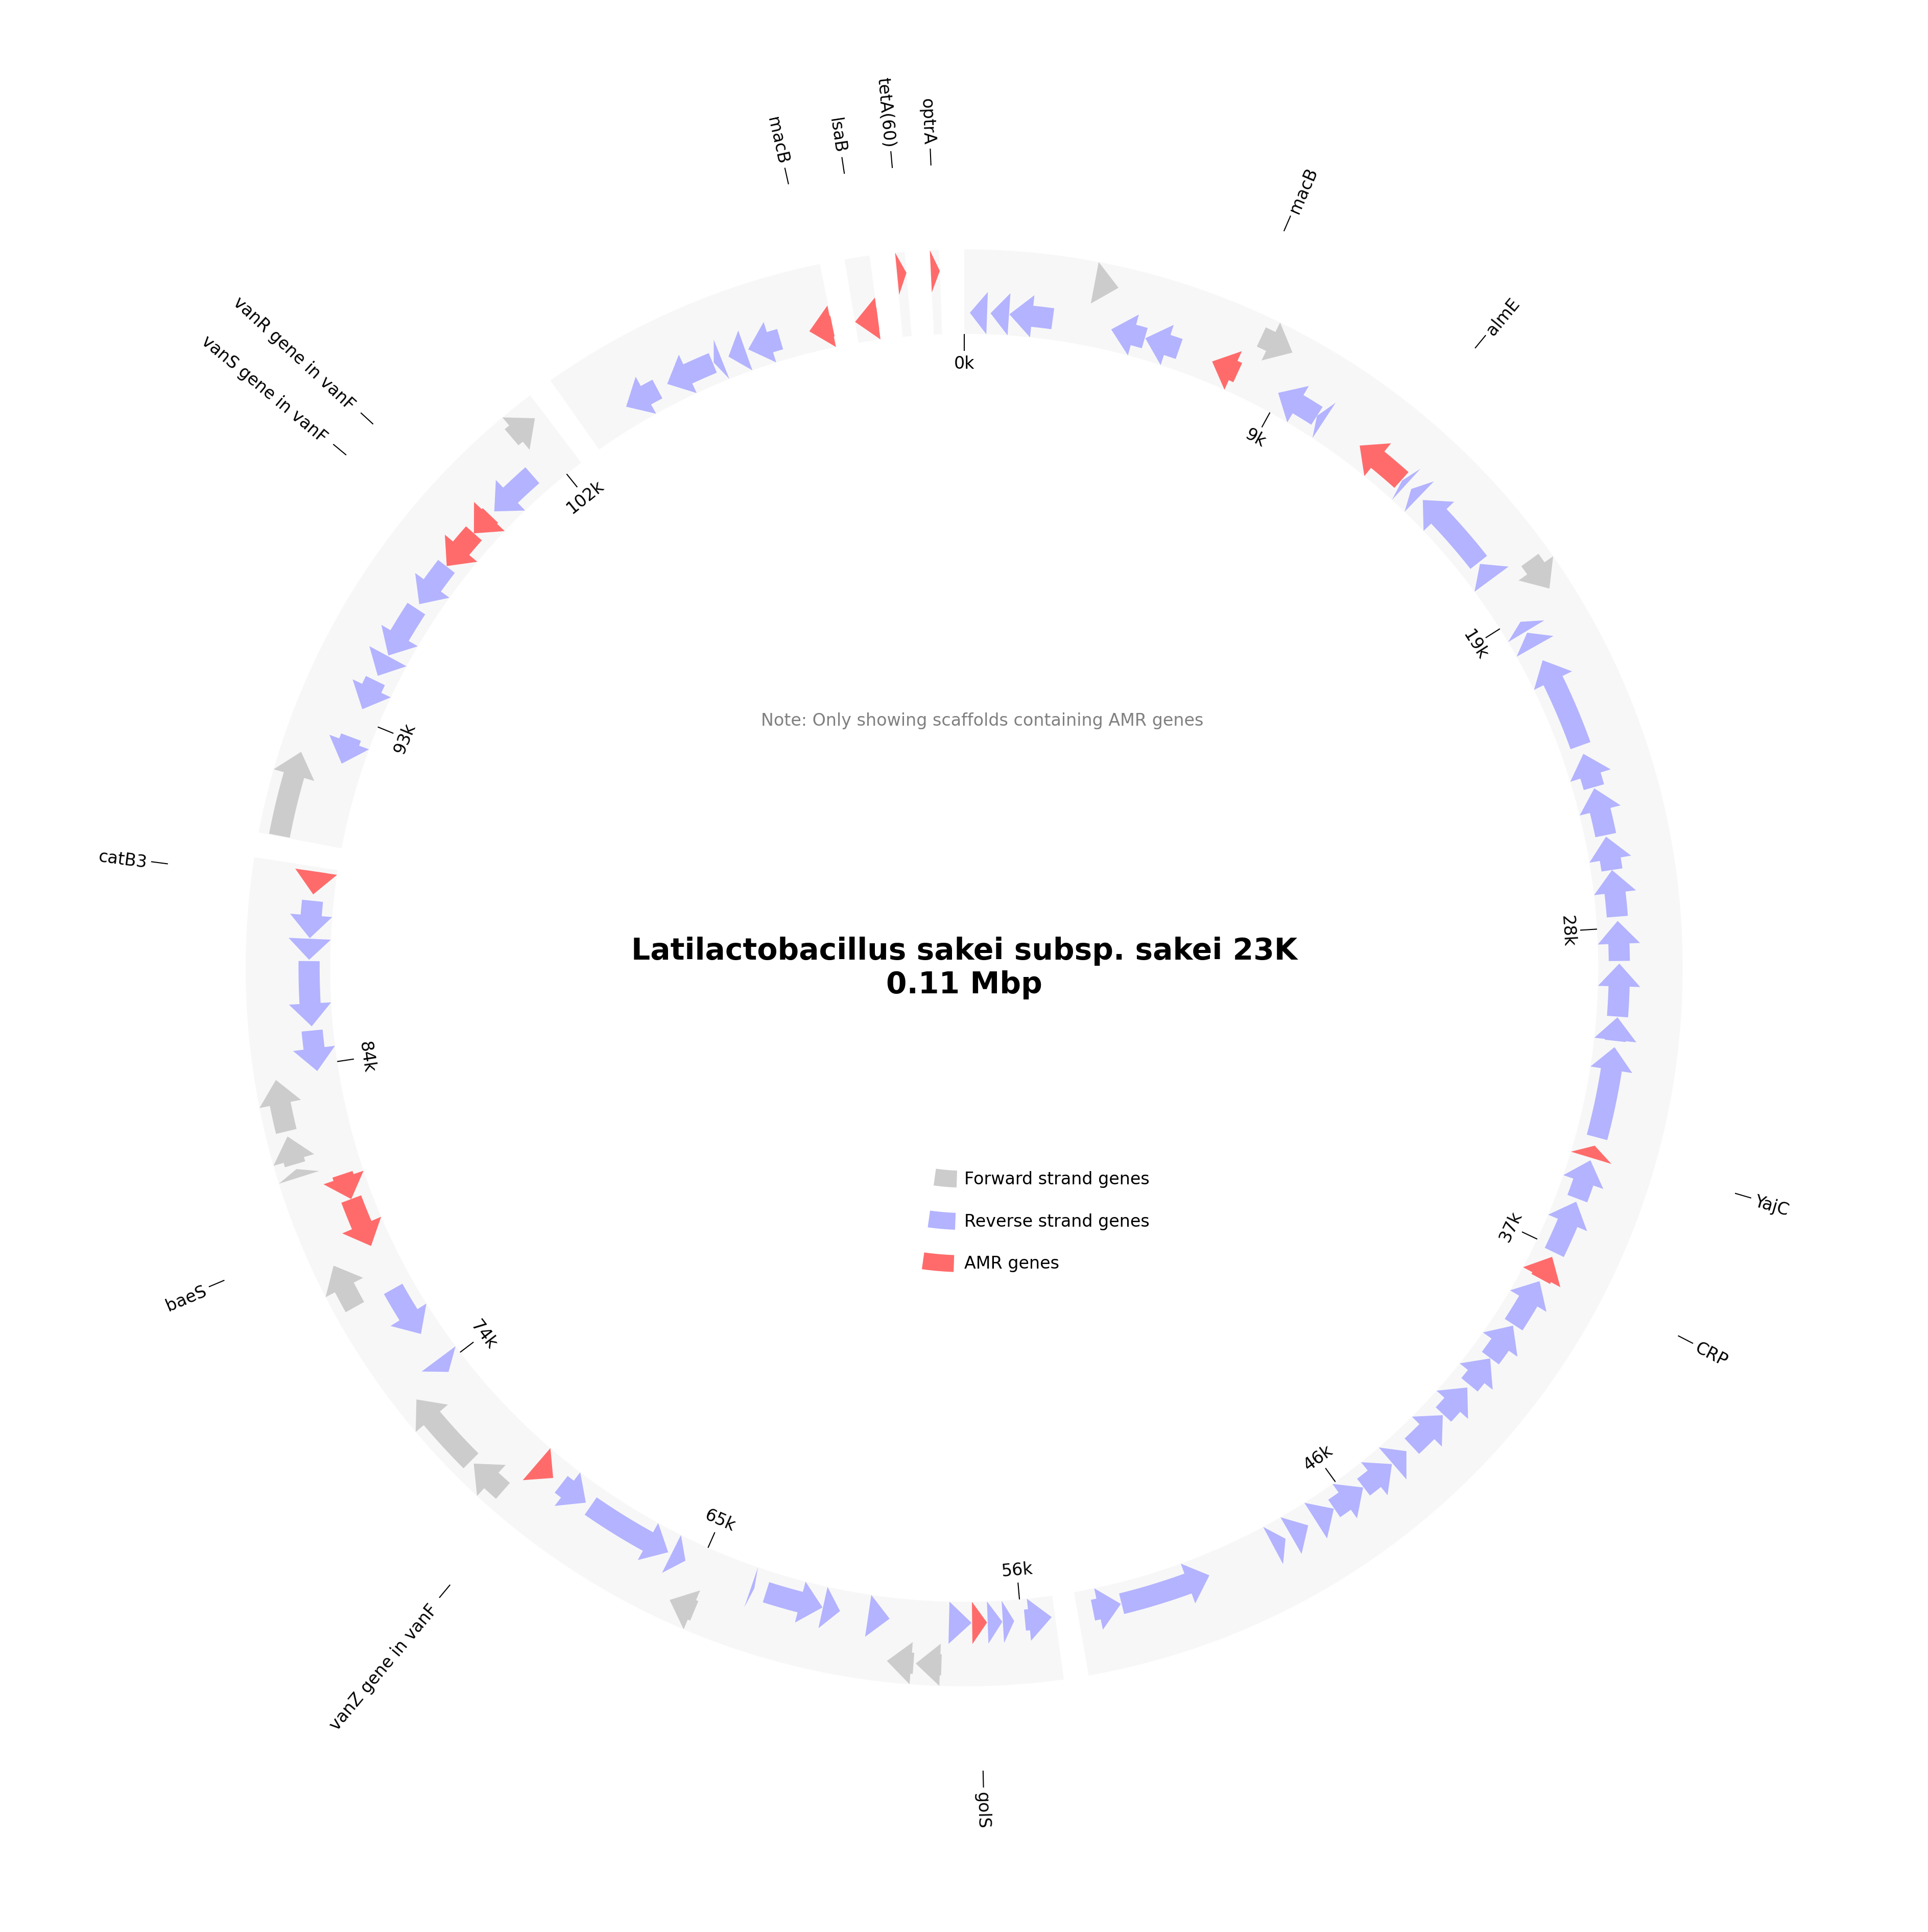 optrA
tetA(60)
lsaB
macB
macB
almE
vanR gene in vanF
vanS gene in vanF
catB3
baeS
vanZ gene in vanF
golS
CRP
YajC
0k
9k
19k
28k
37k
46k
56k
65k
74k
84k
93k
102k
Note: Only showing scaffolds containing AMR genes
Latilactobacillus sakei subsp. sakei 23K
0.11 Mbp
Forward strand genes
Reverse strand genes
AMR genes